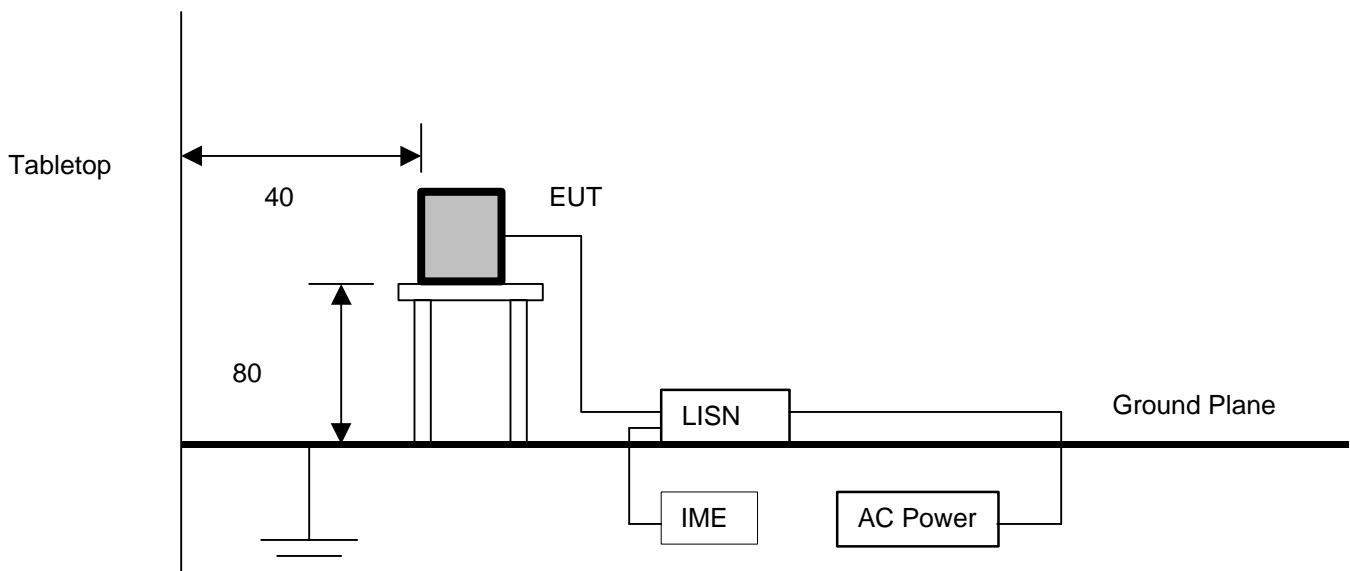 Tabletop
40
EUT
80
LISN
Ground Plane
IME
AC Power